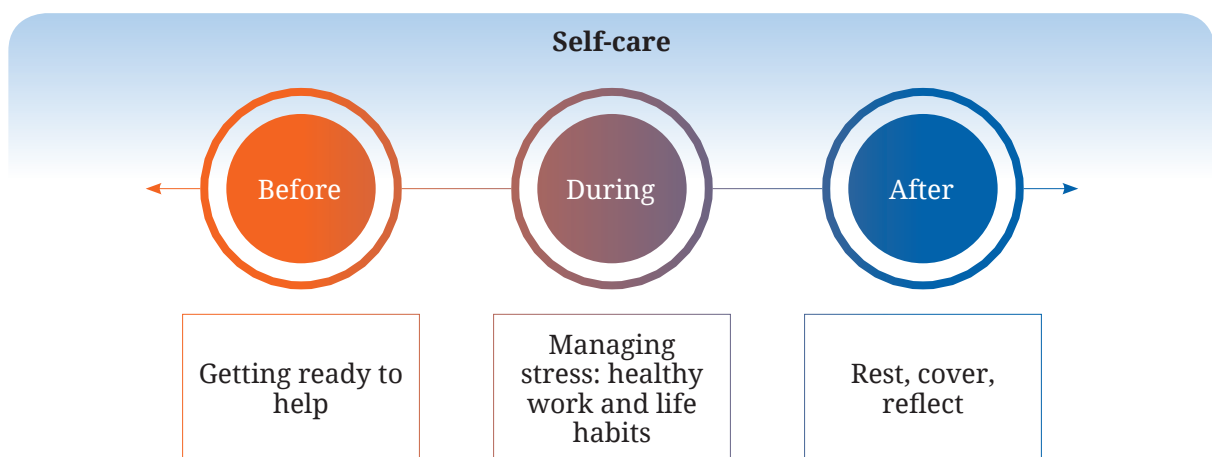 Self-care
Before
During
After
Getting ready to
help
Managing
stress: healthy
work and life
habits
Rest, cover,
reflect